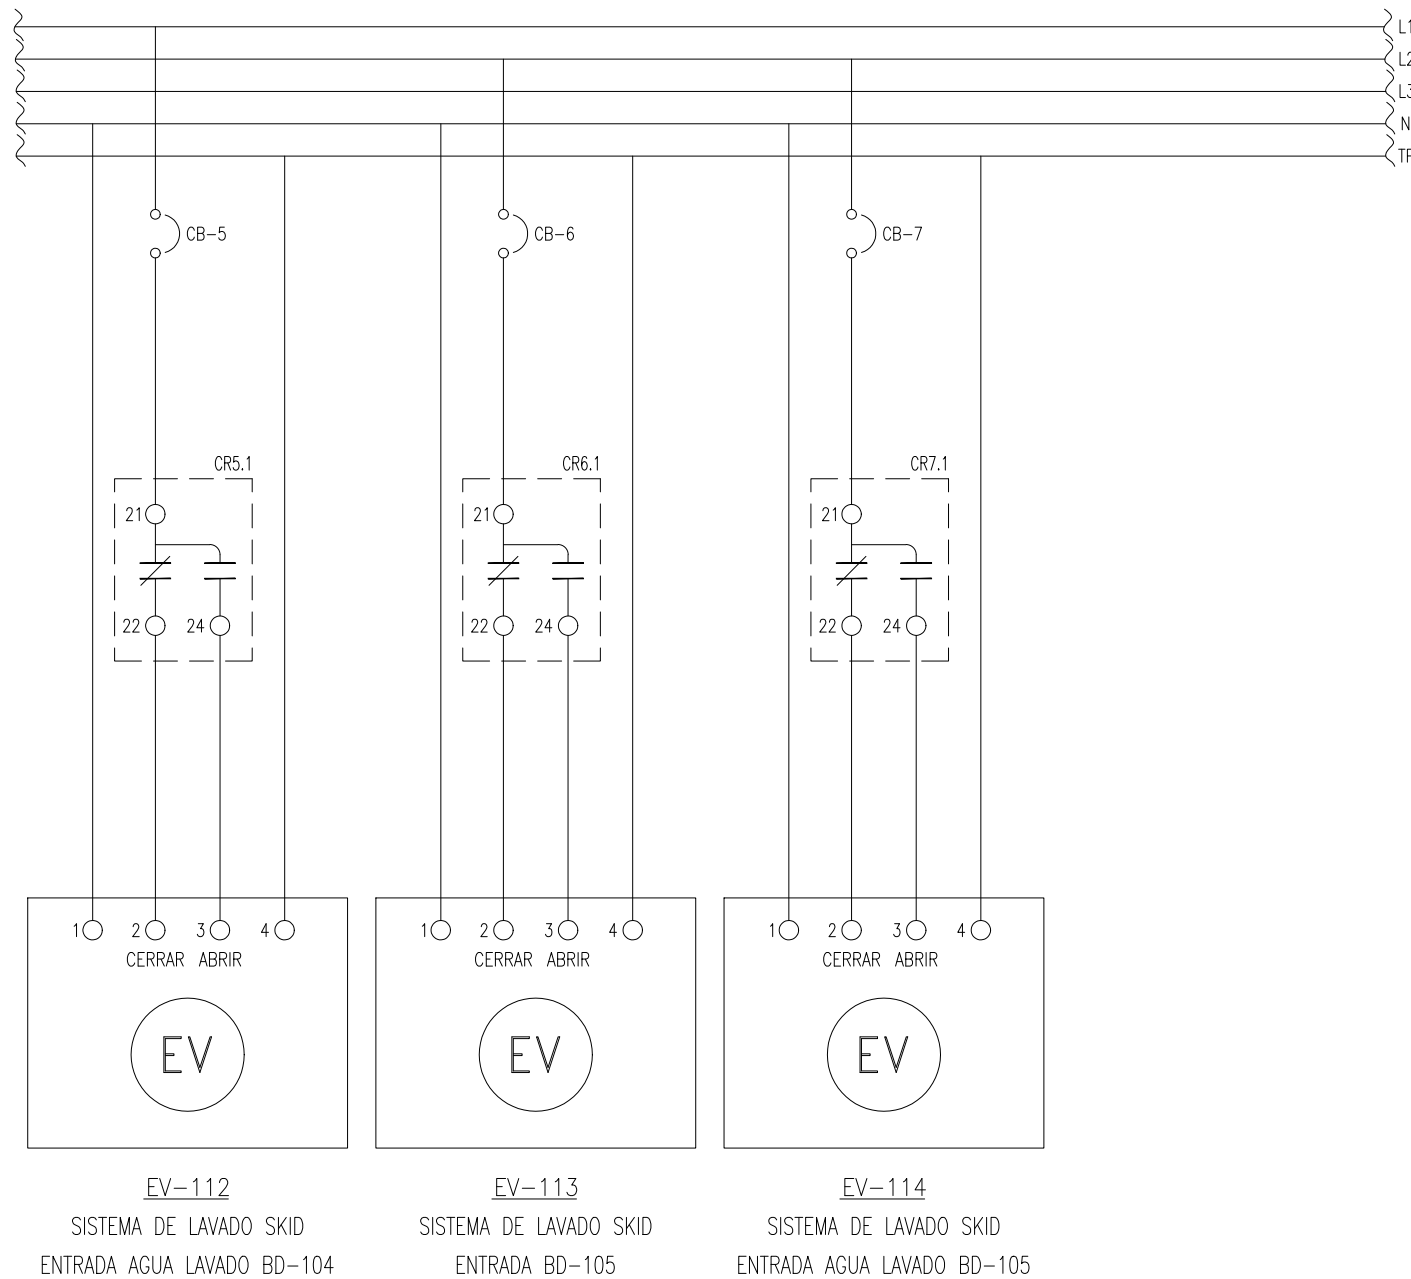 L1
L2
L3
N
CB-5
CB-6
CB-7
CR5.1
CR6.1
CR7.1
21
21
21
22 24
22 24
22 24
1 2 3 4
1 2 3 4
1 2 3 4
CERRAR ABRIR
CERRAR ABRIR
CERRAR ABRIR
EV
EV
EV
EV-112
SISTEMA DE LAVADO SKID
ENTRADA AGUA LAVADO BD-104
EV-113
SISTEMA DE LAVADO SKID
ENTRADA BD-105
EV-114
SISTEMA DE LAVADO SKID
ENTRADA AGUA LAVADO BD-105